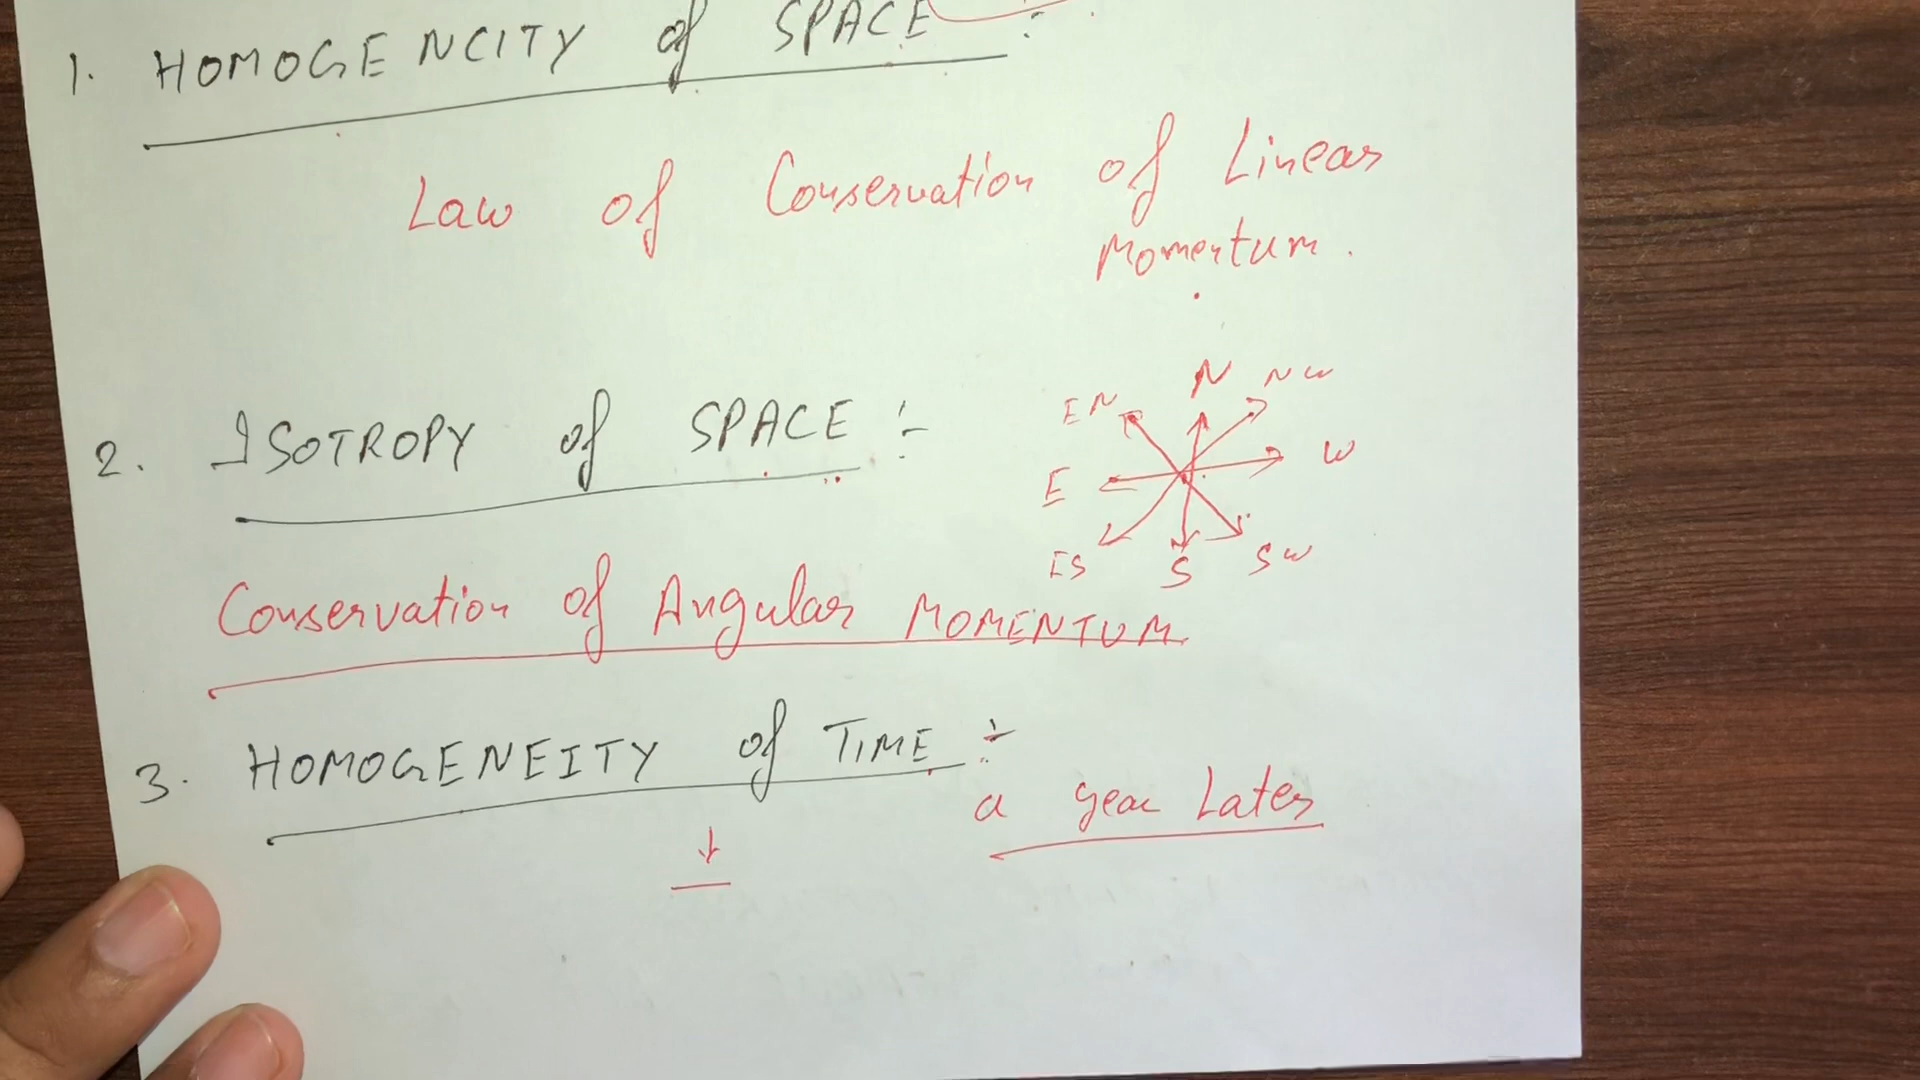 1. HOMOGENCITY of SPACE :
Law of Conservation of Linear
Momentum.
N NW
EN
2. ISOTROPY of SPACE :-
E W
ES S SW
Conservation of Angular MOMENTUM.
3. HOMOGENEITY of TIME :-
a year Later